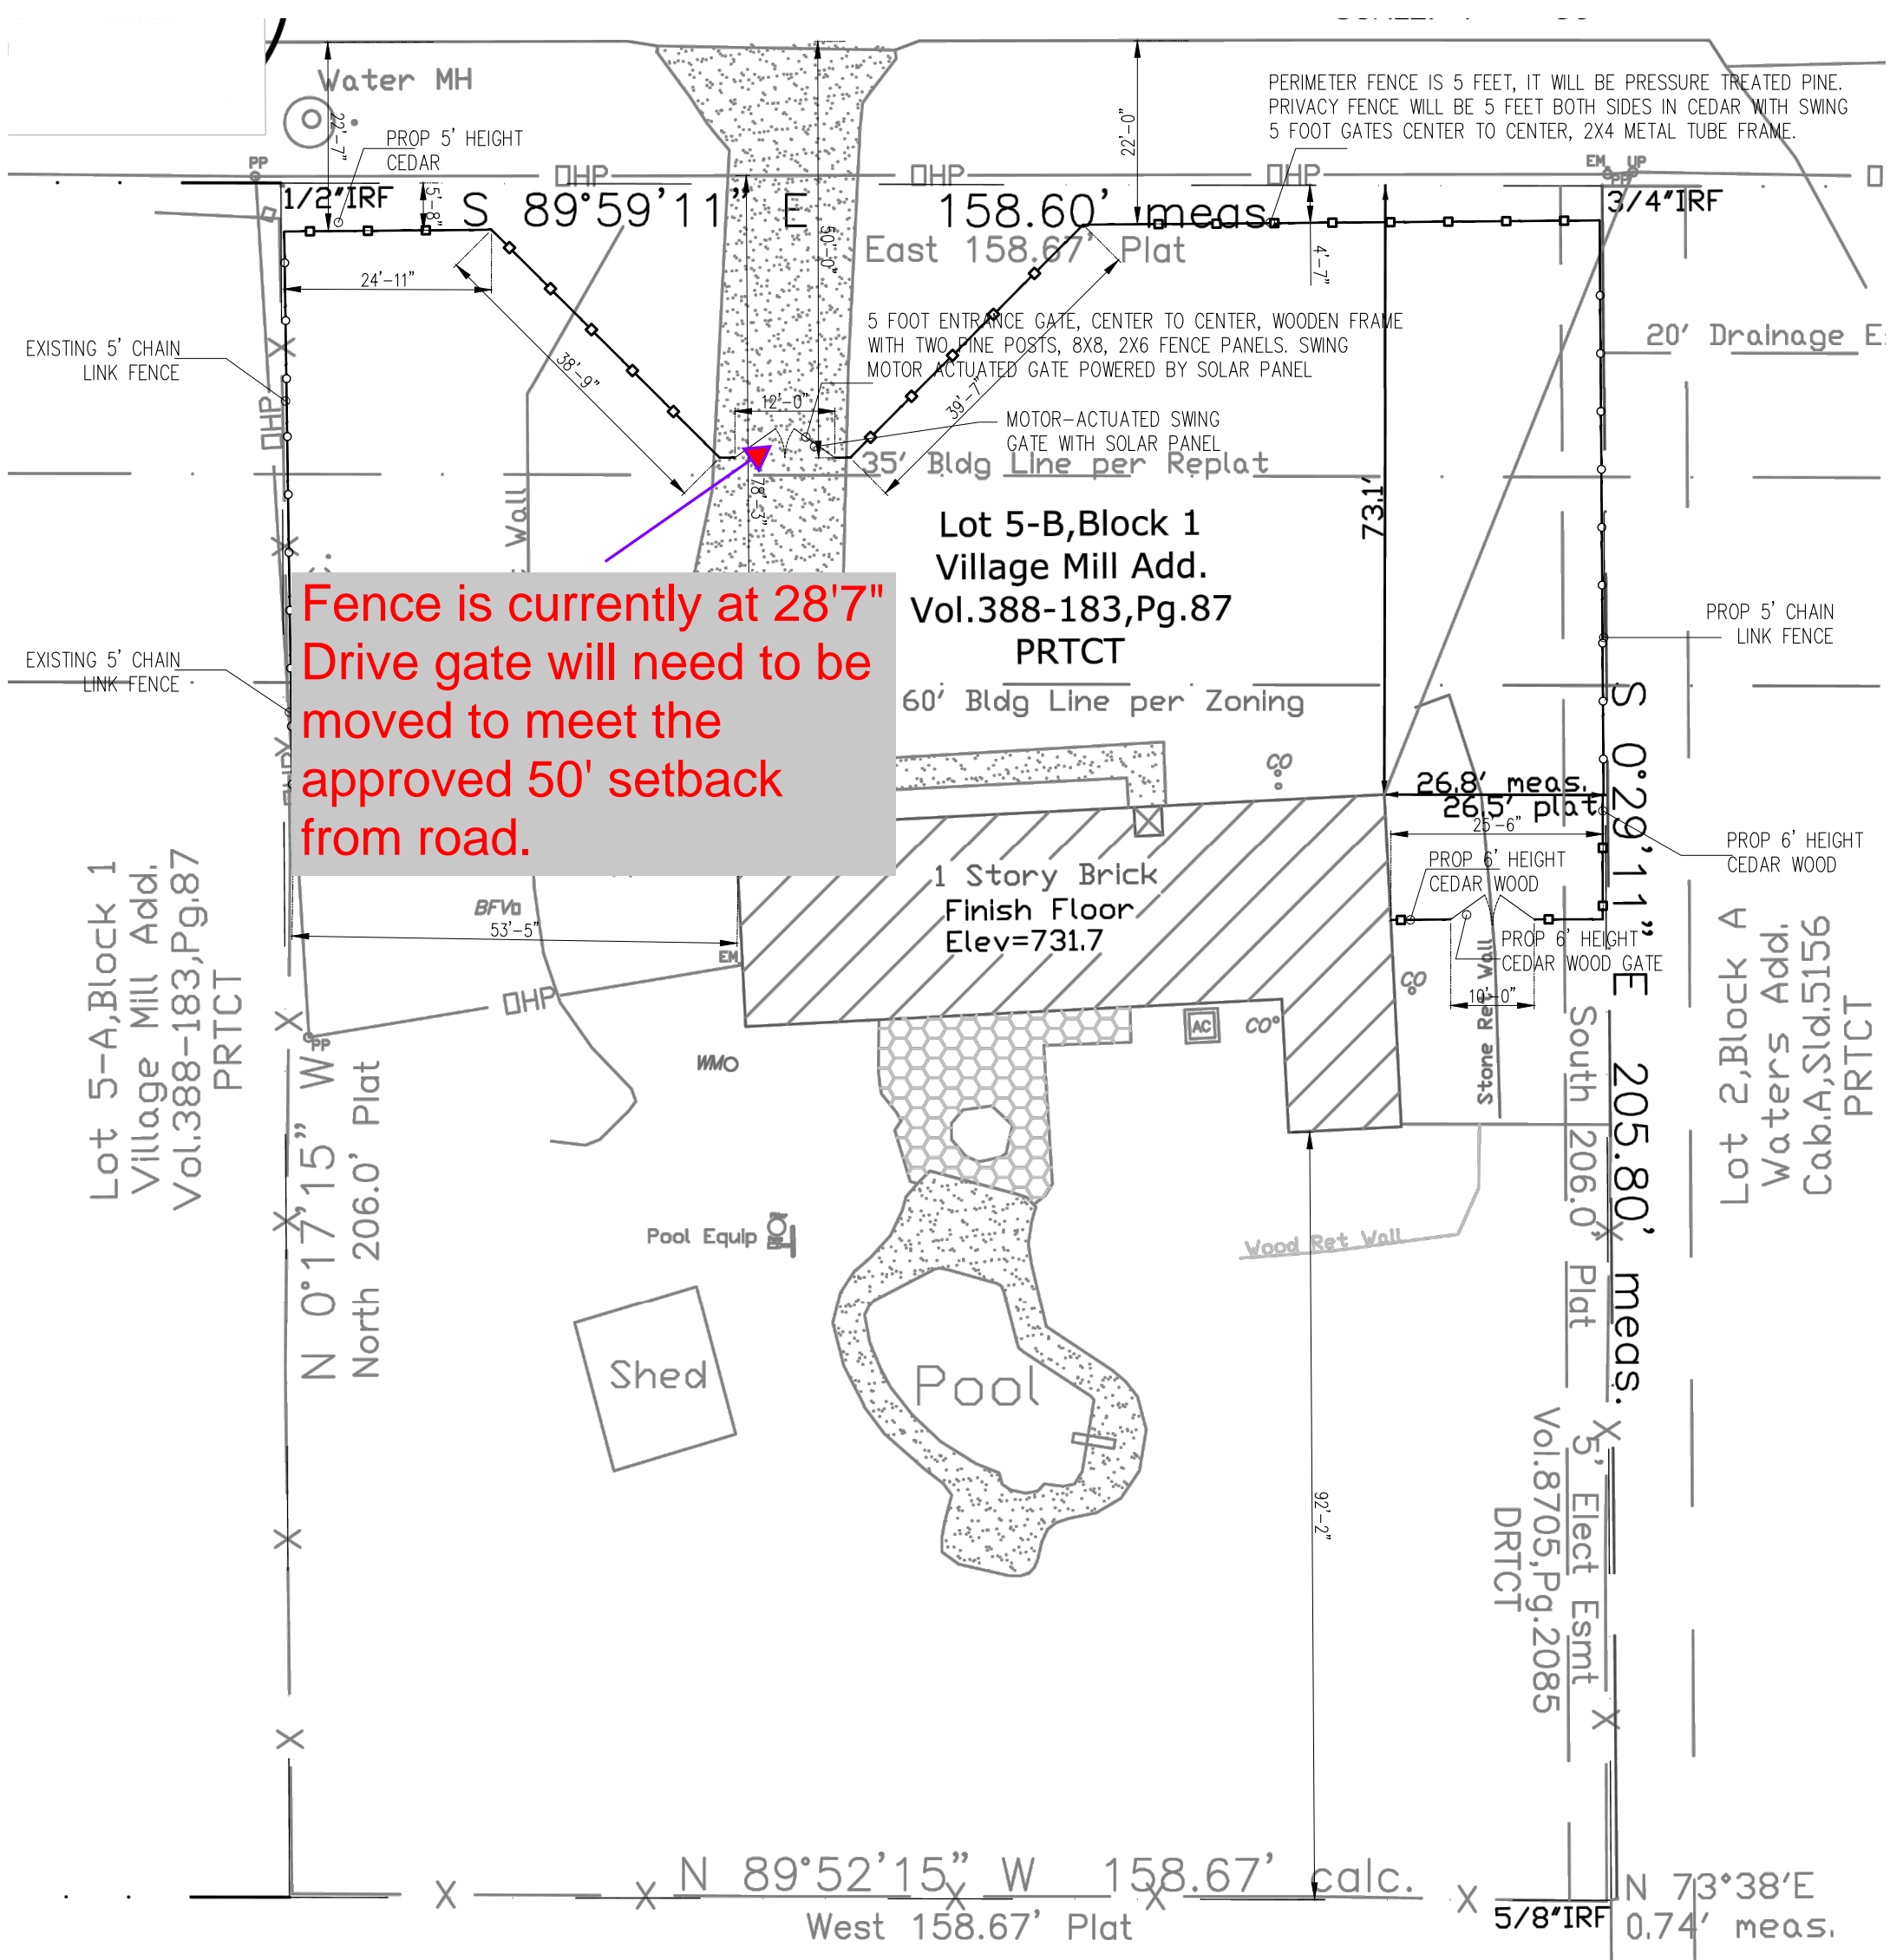 Water MH
22'-7"
PROP 5' HEIGHT
CEDAR
PP
1/2"IRF
5'-8"
OHP
OHP
OHP
50'-0"
22'-0"
PERIMETER FENCE IS 5 FEET, IT WILL BE PRESSURE TREATED PINE.
PRIVACY FENCE WILL BE 5 FEET BOTH SIDES IN CEDAR WITH SWING
5 FOOT GATES CENTER TO CENTER, 2X4 METAL TUBE FRAME.
EM
UP
PP
3/4"IRF
S 89°59'11" E 158.60' meas.
East 158.67' Plat
4'-7"
24'-11"
38'-9"
39'-7"
12'-0"
78'-3"
5 FOOT ENTRANCE GATE, CENTER TO CENTER, WOODEN FRAME
WITH TWO PINE POSTS, 8X8, 2X6 FENCE PANELS. SWING
MOTOR ACTUATED GATE POWERED BY SOLAR PANEL
MOTOR-ACTUATED SWING
GATE WITH SOLAR PANEL
20' Drainage E
EXISTING 5' CHAIN
LINK FENCE
OHP
Wall
35' Bldg Line per Replat
73.1'
Lot 5-B,Block 1
Village Mill Add.
Vol.388-183,Pg.87
PRTCT
PROP 5' CHAIN
LINK FENCE
EXISTING 5' CHAIN
LINK FENCE
Fence is currently at 28'7"
Drive gate will need to be
moved to meet the
approved 50' setback
from road.
60' Bldg Line per Zoning
CO
26.8' meas.
26.5' plat
25'-6"
PROP 6' HEIGHT
CEDAR WOOD
PROP 6' HEIGHT
CEDAR WOOD
PROP 6' HEIGHT
CEDAR WOOD GATE
10'-0"
Stone Ret Wall
S 0°29'11" E 205.80' meas.
South 206.0' Plat
1 Story Brick
Finish Floor
Elev=731.7
BFV
53'-5"
EM
OHP
PP
WM
AC
CO
CO
Lot 5-A,Block 1
Village Mill Add.
Vol.388-183,Pg.87
PRTCT
N 0°17'15" W
North 206.0' Plat
Lot 2,Block A
Waters Add.
Cab.A,Sld.5156
PRTCT
Pool Equip
Wood Ret Wall
Shed
Pool
92'-2"
5' Elect Esmt
Vol.8705,Pg.2085
DRTCT
N 89°52'15" W 158.67' calc.
West 158.67' Plat
5/8"IRF
N 73°38'E
0.74' meas.